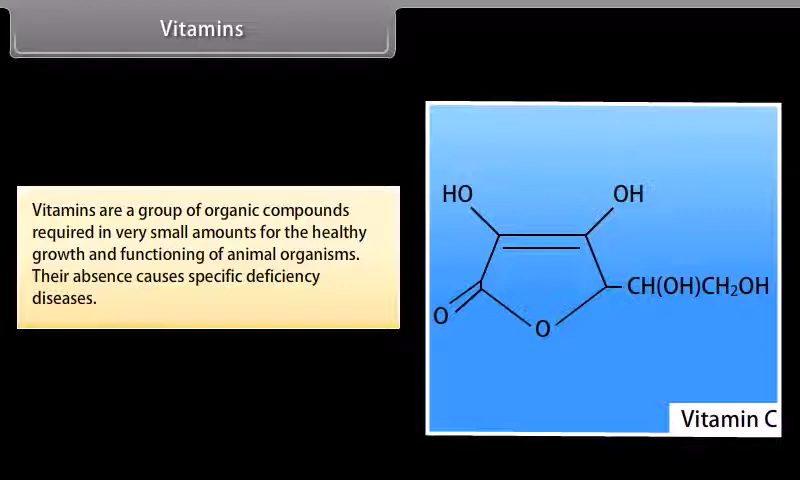 Vitamins
Vitamins are a group of organic compounds
required in very small amounts for the healthy
growth and functioning of animal organisms.
Their absence causes specific deficiency
diseases.
HO
OH
CH(OH)CH₂OH
O
O
Vitamin C